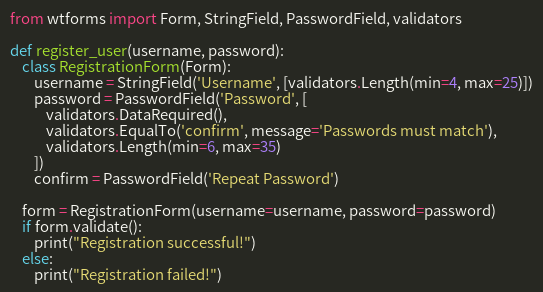 from wtforms import Form, StringField, PasswordField, validators

def register_user(username, password):
    class RegistrationForm(Form):
        username = StringField('Username', [validators.Length(min=4, max=25)])
        password = PasswordField('Password', [
            validators.DataRequired(),
            validators.EqualTo('confirm', message='Passwords must match'),
            validators.Length(min=6, max=35)
        ])
        confirm = PasswordField('Repeat Password')

    form = RegistrationForm(username=username, password=password)
    if form.validate():
        print("Registration successful!")
    else:
        print("Registration failed!")